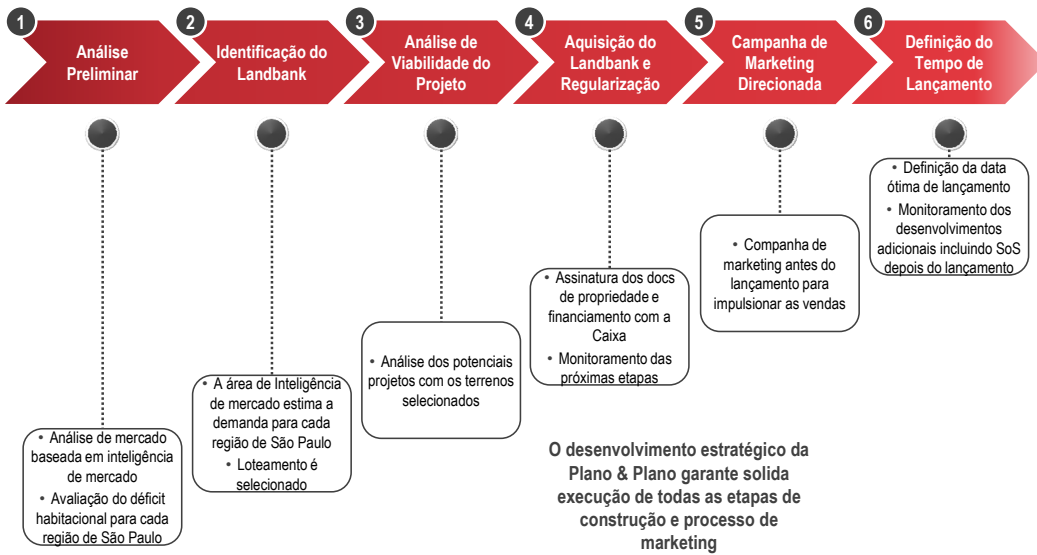 1
Análise
Preliminar
2
Identificação do
Landbank
3
Análise de
Viabilidade do
Projeto
4
Aquisição do
Landbank e
Regularização
5
Campanha de
Marketing
Direcionada
6
Definição do
Tempo de
Lançamento
• Análise de mercado
baseada em inteligência
de mercado
• Avaliação do déficit
habitacional para cada
região de São Paulo
• A área de Inteligência
de mercado estima a
demanda para cada
região de São Paulo
• Loteamento é
selecionado
• Análise dos potenciais
projetos com os terrenos
selecionados
• Assinatura dos docs
de propriedade e
financiamento com a
Caixa
• Monitoramento das
próximas etapas
• Companha de
marketing antes do
lançamento para
impulsionar as vendas
• Definição da data
ótima de lançamento
• Monitoramento dos
desenvolvimentos
adicionais incluindo SoS
depois do lançamento
O desenvolvimento estratégico da
Plano & Plano garante solida
execução de todas as etapas de
construção e processo de
marketing